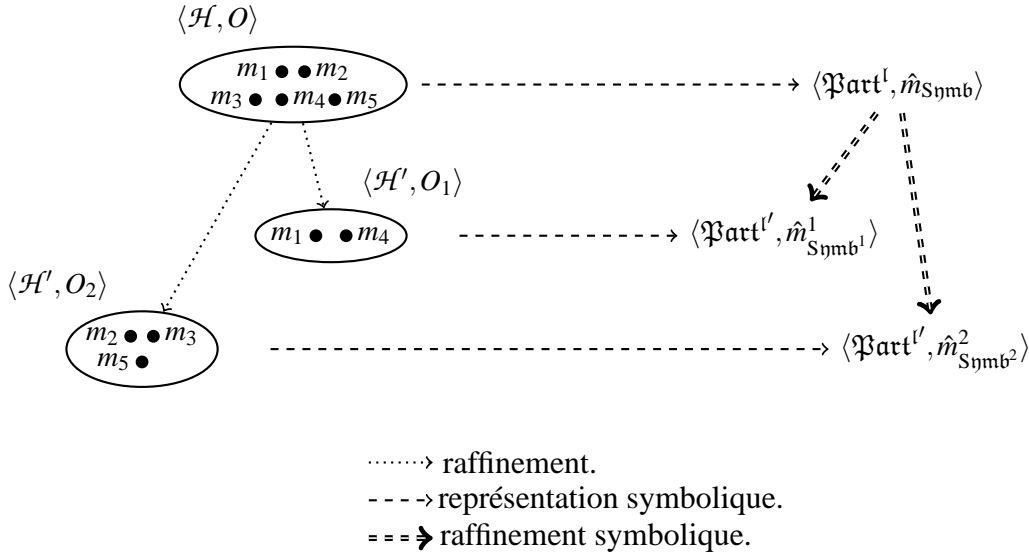 ⟨ℋ, O⟩
m₁ m₂
m₃ m₄ m₅
⟨𝔓𝔞𝔯𝔱^𝔩, m̂_𝔖𝔶𝔪𝔟⟩
⟨ℋ′, O₁⟩
m₁ m₄
⟨𝔓𝔞𝔯𝔱^𝔩′, m̂¹_𝔖𝔶𝔪𝔟¹⟩
⟨ℋ′, O₂⟩
m₂ m₃
m₅
⟨𝔓𝔞𝔯𝔱^𝔩′, m̂²_𝔖𝔶𝔪𝔟²⟩
raffinement.
représentation symbolique.
raffinement symbolique.